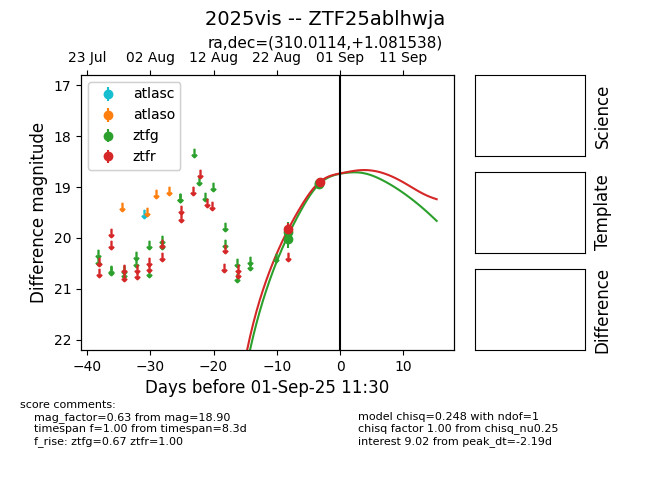 2025vis -- ZTF25ablhwja
ra,dec=(310.0114,+1.081538)
23 Jul 02 Aug 12 Aug 22 Aug 01 Sep 11 Sep
17
18
19
20
21
22
Difference magnitude
atlasc
atlaso
ztfg
ztfr
−40 −30 −20 −10 0 10
Days before 01-Sep-25 11:30
Science
Template
Difference
score comments:
mag_factor=0.63 from mag=18.90
timespan f=1.00 from timespan=8.3d
f_rise: ztfg=0.67 ztfr=1.00
model chisq=0.248 with ndof=1
chisq factor 1.00 from chisq_nu0.25
interest 9.02 from peak_dt=-2.19d